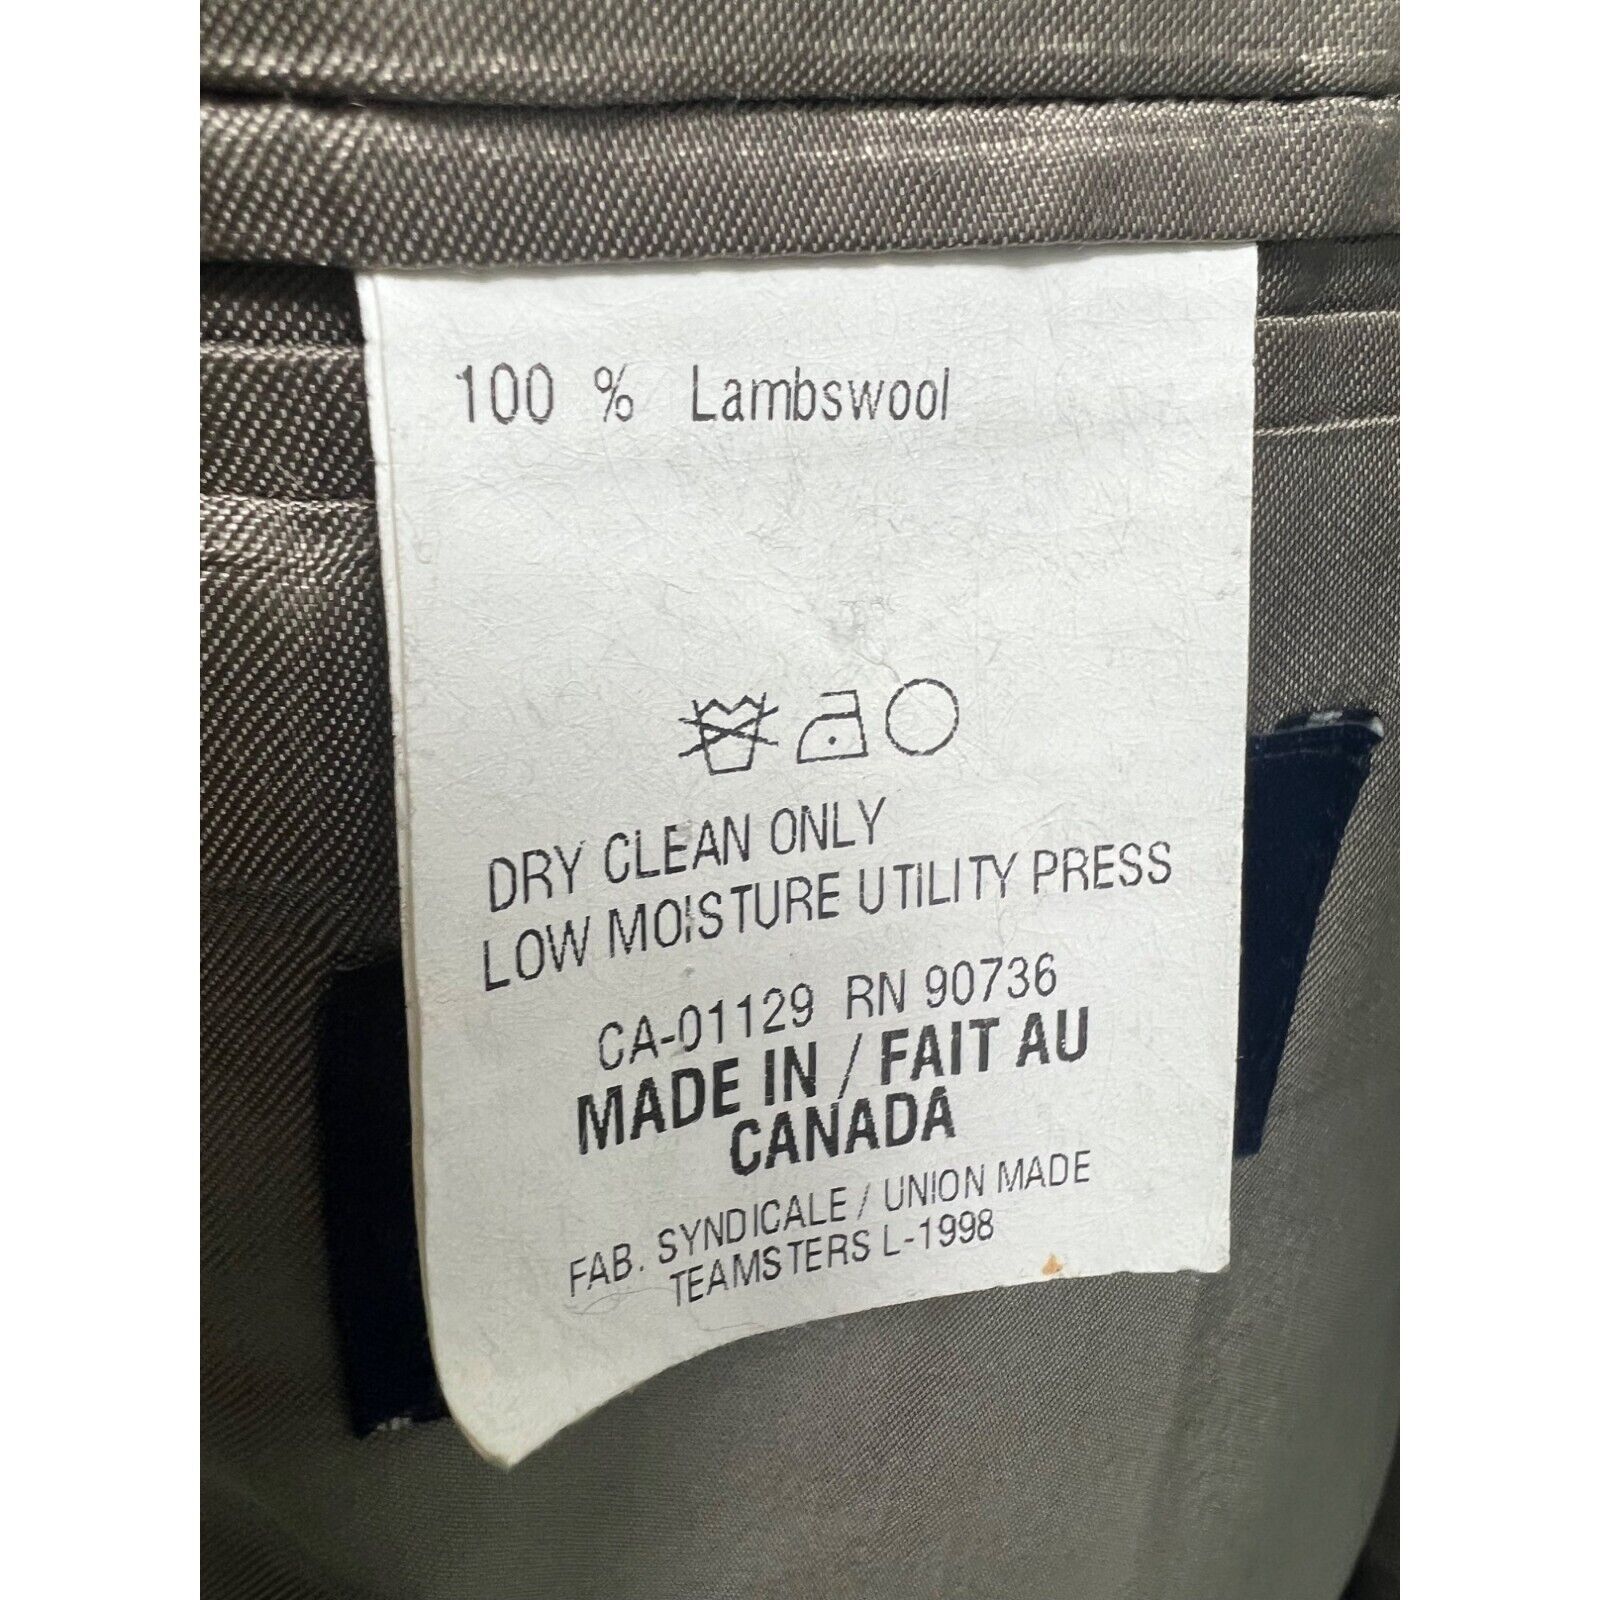 100 % Lambswool
DRY CLEAN ONLY
LOW MOISTURE UTILITY PRESS
CA-01129 RN 90736
MADE IN / FAIT AU
CANADA
FAB. SYNDICALE / UNION MADE
TEAMSTERS L-1998